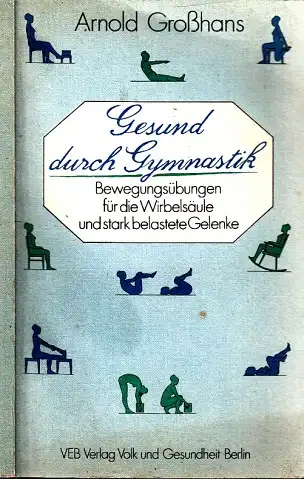 Arnold Großhans
Gesund
durch Gymnastik
Bewegungsübungen
für die Wirbelsäule
und stark belastete Gelenke
VEB Verlag Volk und Gesundheit Berlin